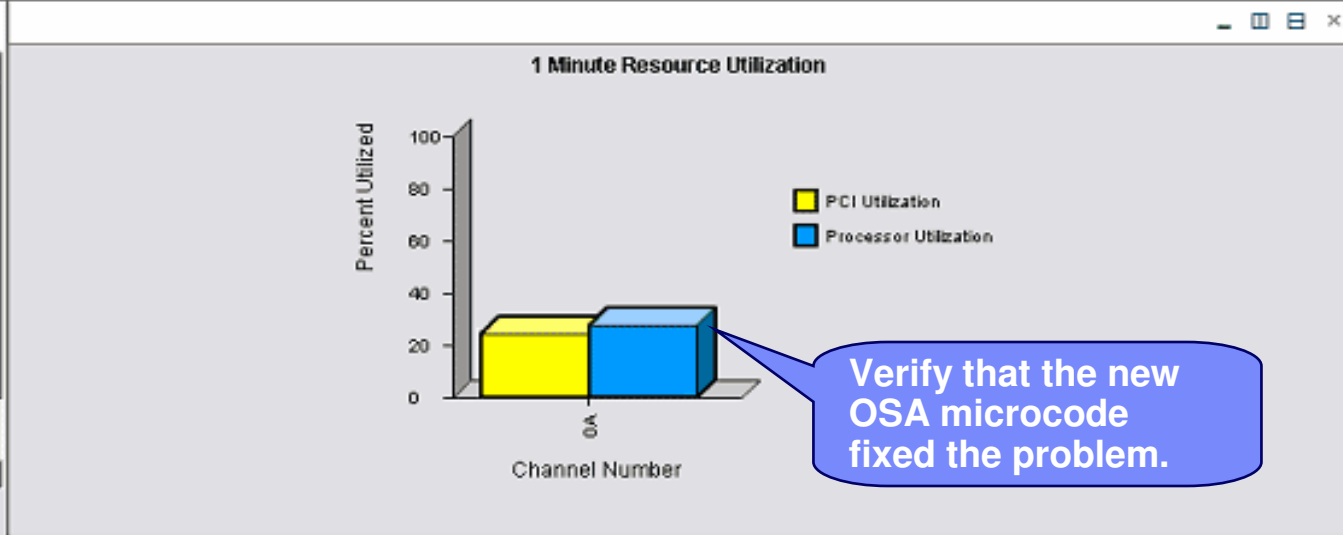 1 Minute Resource Utilization
Percent Utilized
100
80
60
40
20
0
0A
Channel Number
PCI Utilization
Processor Utilization
Verify that the new
OSA microcode
fixed the problem.